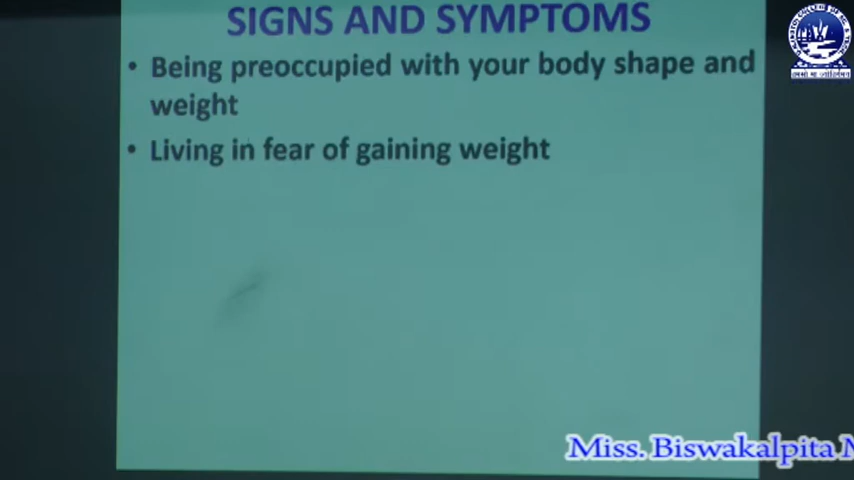 SIGNS AND SYMPTOMS
• Being preoccupied with your body shape and
weight
• Living in fear of gaining weight
Miss. Biswakalpita